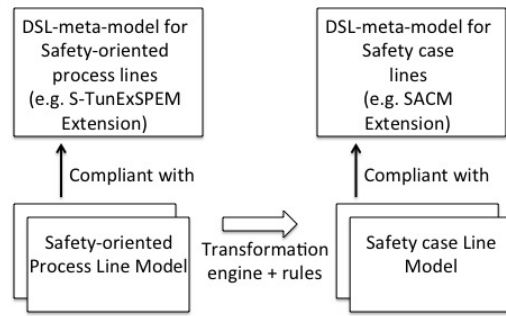 DSL-meta-model for
Safety-oriented
process lines
(e.g. S-TunExSPEM
Extension)
DSL-meta-model for
Safety case
lines
(e.g. SACM
Extension)
Compliant with
Compliant with
Safety-oriented
Process Line Model
Transformation
engine + rules
Safety case Line
Model